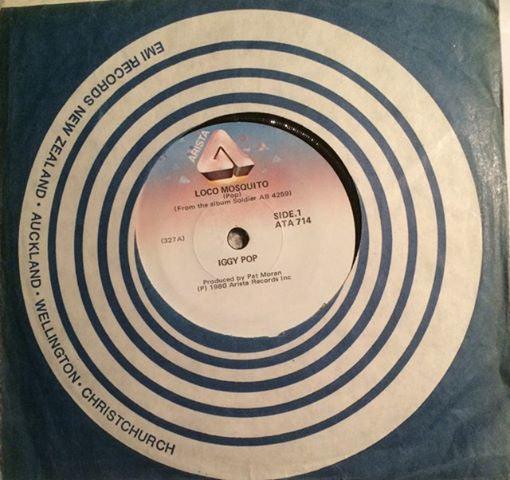 EMI RECORDS NEW ZEALAND · AUCKLAND · WELLINGTON · CHRISTCHURCH
ARISTA
LOCO MOSQUITO
(Pop)
(From the album Soldier AB 4259)
SIDE.1
(327A)
ATA 714
IGGY POP
Produced by Pat Moran
(P) 1980 Arista Records Inc